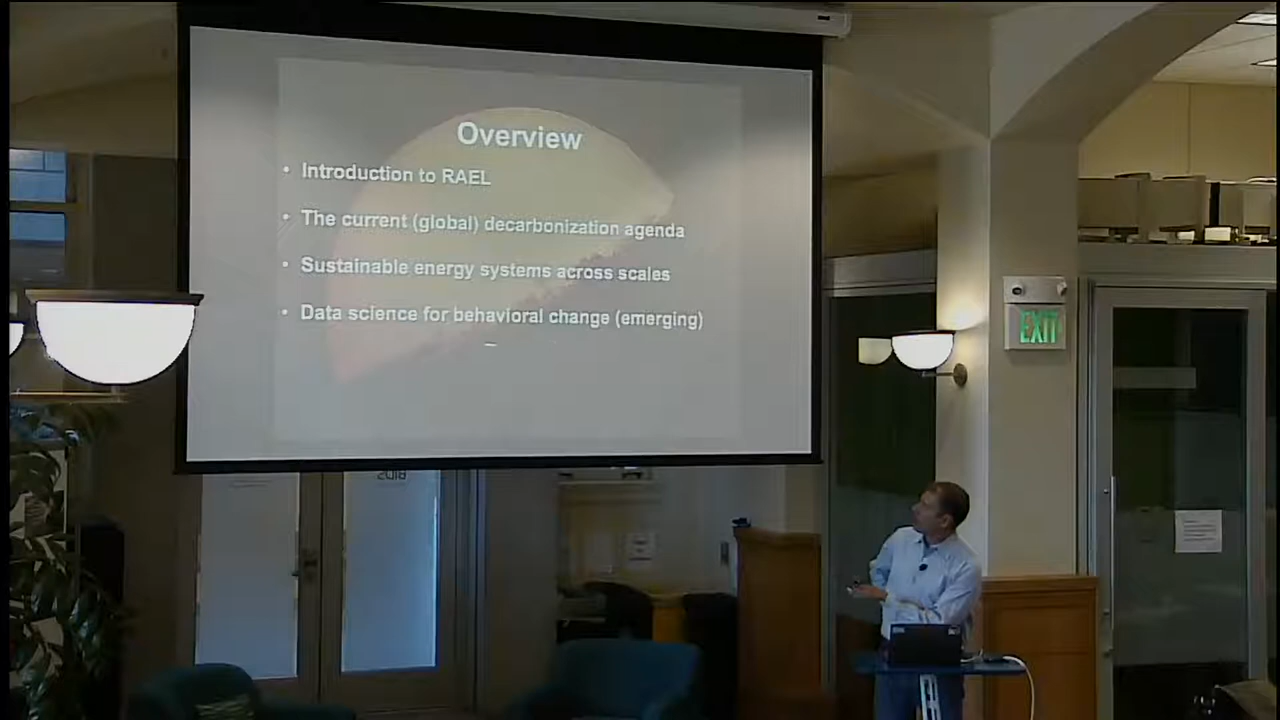 Overview
• Introduction to RAEL
• The current (global) decarbonization agenda
• Sustainable energy systems across scales
• Data science for behavioral change (emerging)
EXIT